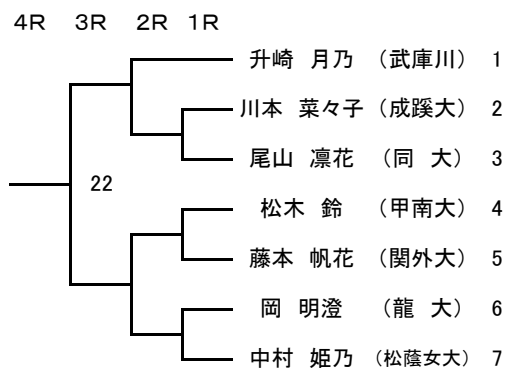 4R 3R 2R 1R
升崎 月乃 （武庫川） 1
川本 菜々子（成蹊大） 2
尾山 凛花 （同 大） 3
22
松木 鈴 （甲南大） 4
藤本 帆花 （関外大） 5
岡 明澄 （龍 大） 6
中村 姫乃 （松蔭女大） 7